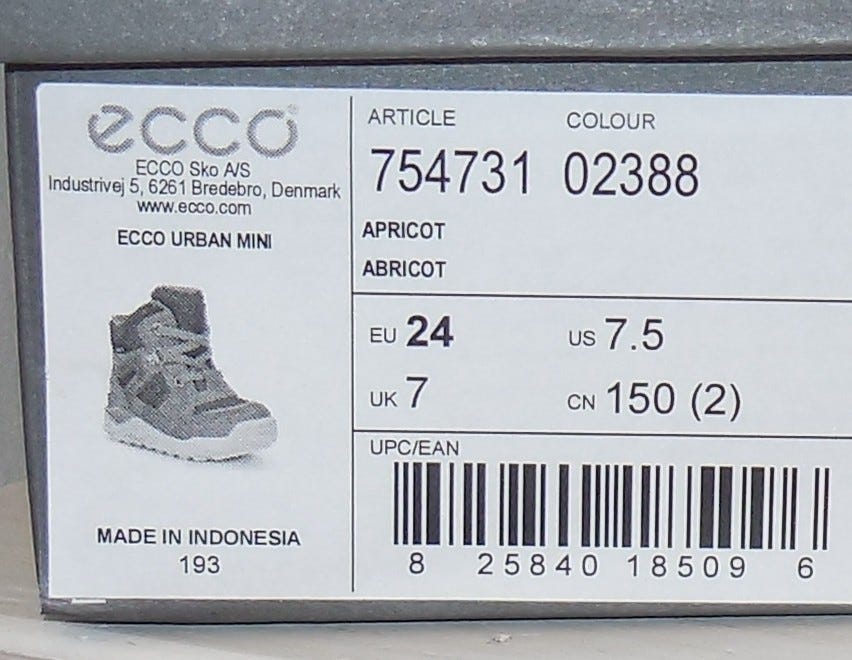 ecco
ECCO Sko A/S
Industrivej 5, 6261 Bredebro, Denmark
www.ecco.com
ECCO URBAN MINI
MADE IN INDONESIA
193
ARTICLE COLOUR
754731 02388
APRICOT
ABRICOT
EU 24 US 7.5
UK 7 CN 150 (2)
UPC/EAN
8 25840 18509 6